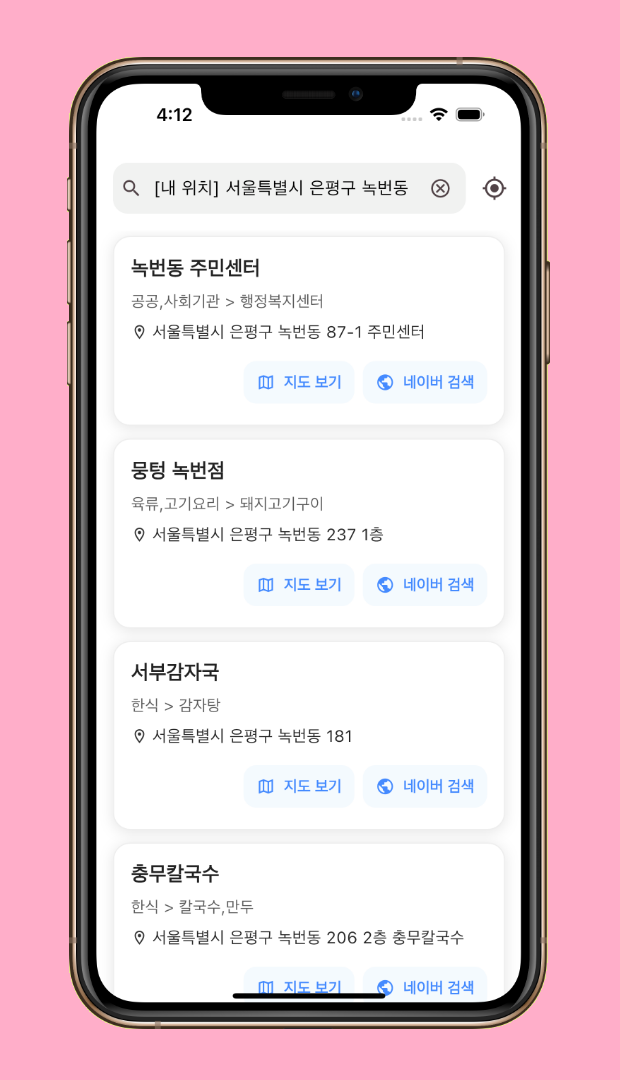 4:12
[내 위치] 서울특별시 은평구 녹번동
녹번동 주민센터
공공,사회기관 > 행정복지센터
서울특별시 은평구 녹번동 87-1 주민센터
지도 보기 네이버 검색
뭉텅 녹번점
육류,고기요리 > 돼지고기구이
서울특별시 은평구 녹번동 237 1층
지도 보기 네이버 검색
서부감자국
한식 > 감자탕
서울특별시 은평구 녹번동 181
지도 보기 네이버 검색
충무칼국수
한식 > 칼국수,만두
서울특별시 은평구 녹번동 206 2층 충무칼국수
지도 보기 네이버 검색